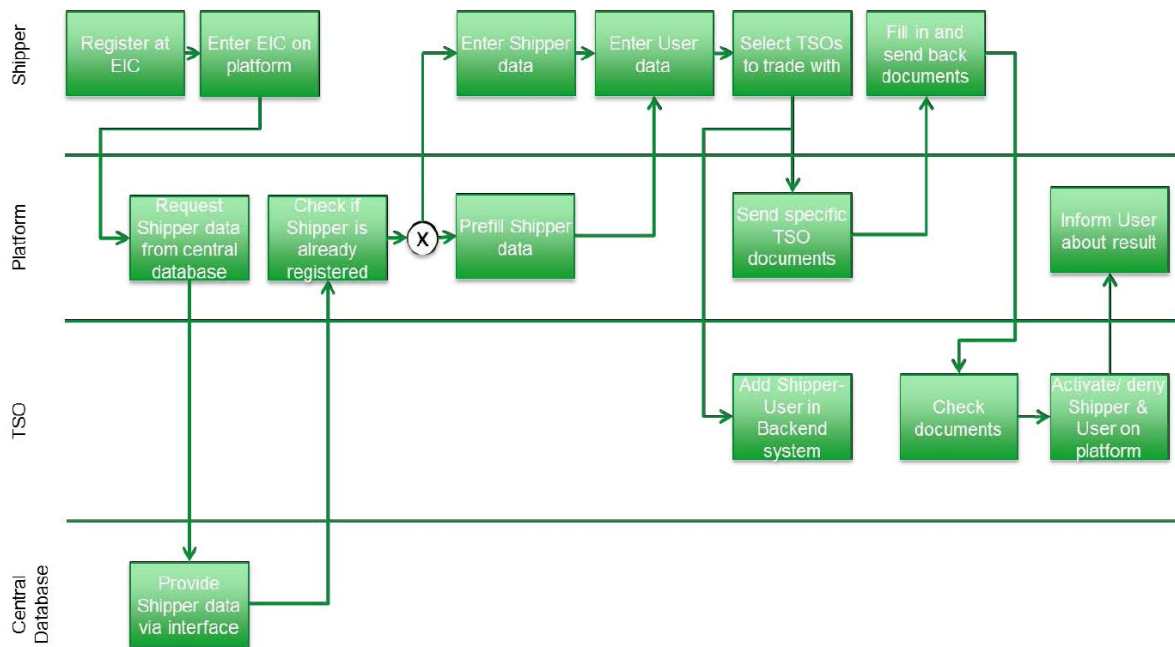 Shipper
Register at
EIC
Enter EIC on
platform
Enter Shipper
data
Enter User
data
Select TSOs
to trade with
Fill in and
send back
documents
Platform
Request
Shipper data
from central
database
Check if
Shipper is
already
registered
X
Prefill Shipper
data
Send specific
TSO
documents
Inform User
about result
TSO
Add Shipper-
User in
Backend
system
Check
documents
Activate/ deny
Shipper &
User on
platform
Central
Database
Provide
Shipper data
via interface